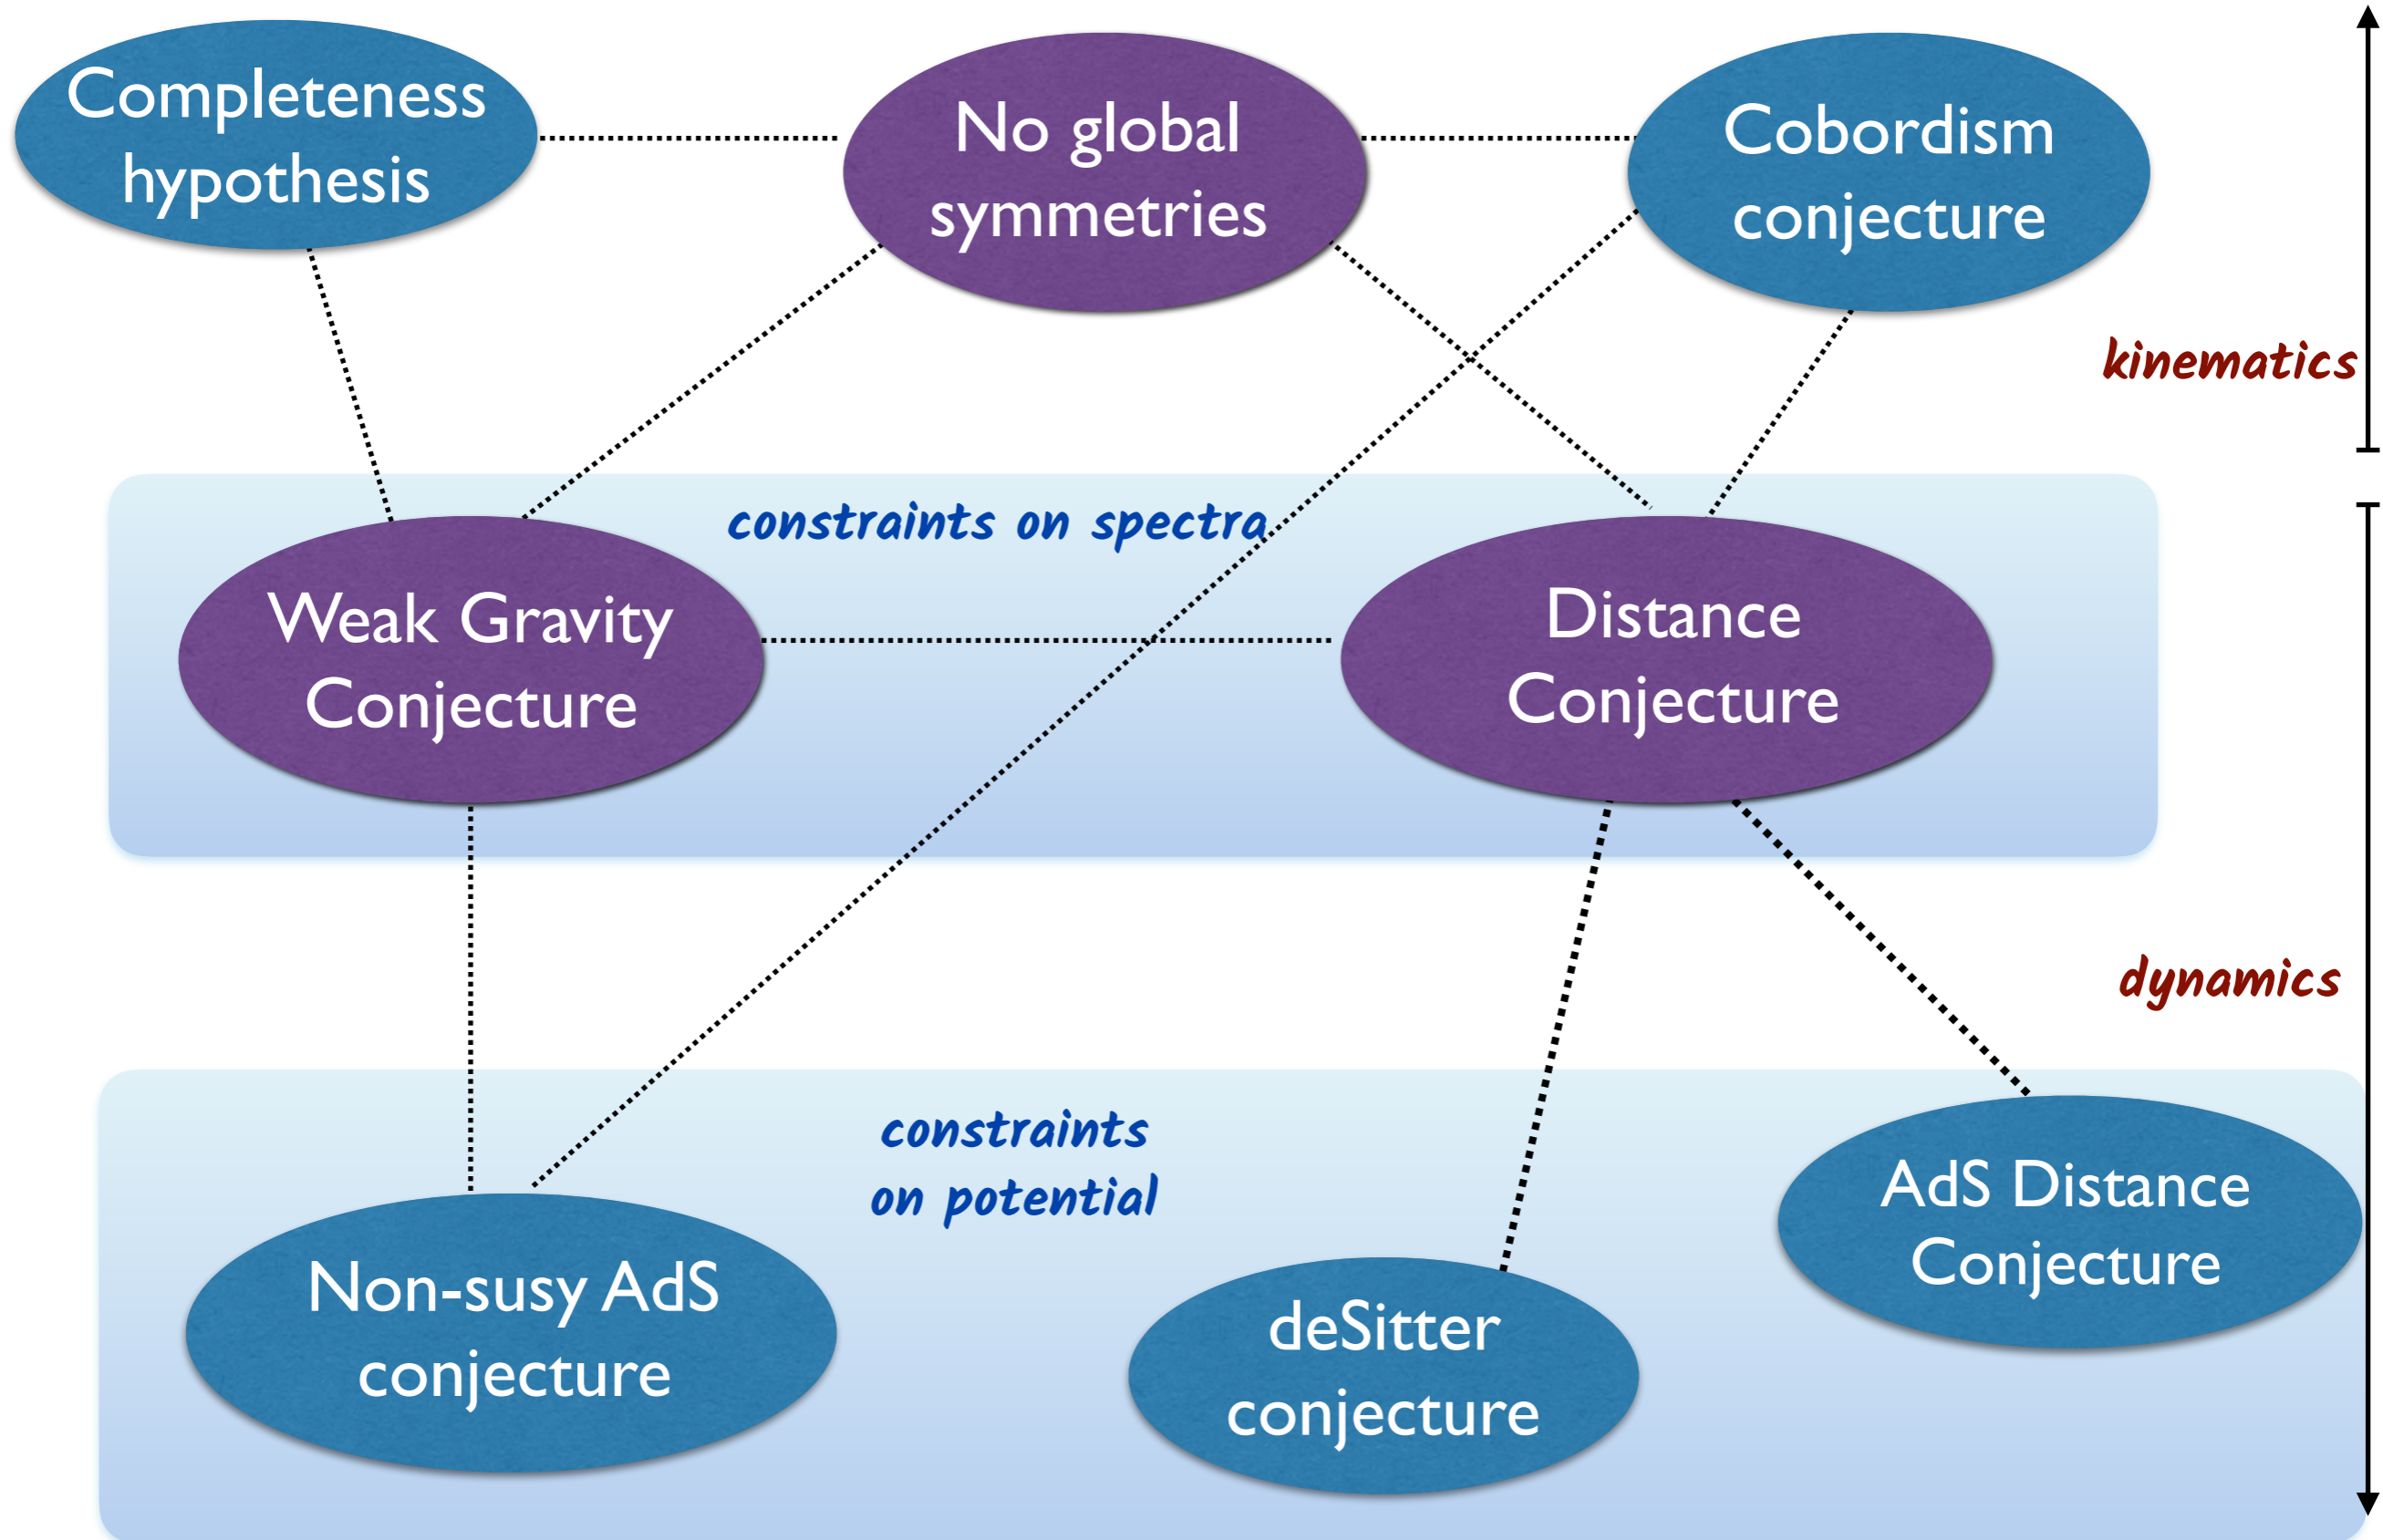 Completeness
hypothesis
No global
symmetries
Cobordism
conjecture
kinematics
constraints on spectra
Weak Gravity
Conjecture
Distance
Conjecture
dynamics
constraints
on potential
Non-susy AdS
conjecture
deSitter
conjecture
AdS Distance
Conjecture